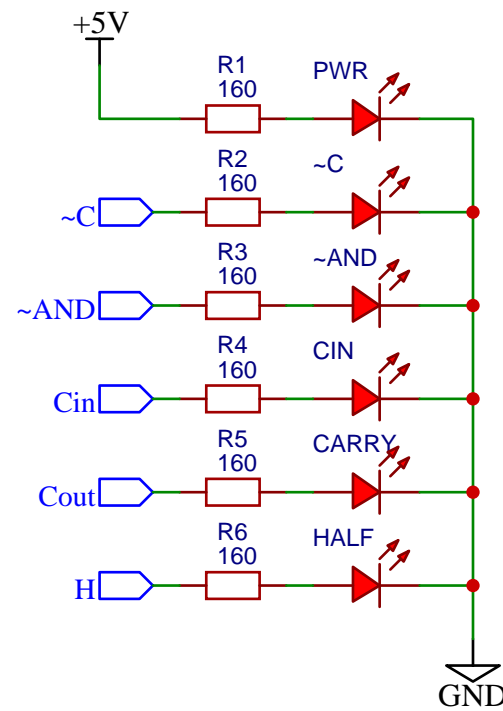 +5V
R1
160
PWR
R2
160
~C
~C
R3
160
~AND
~AND
R4
160
CIN
Cin
R5
160
CARRY
Cout
R6
160
HALF
H
GND